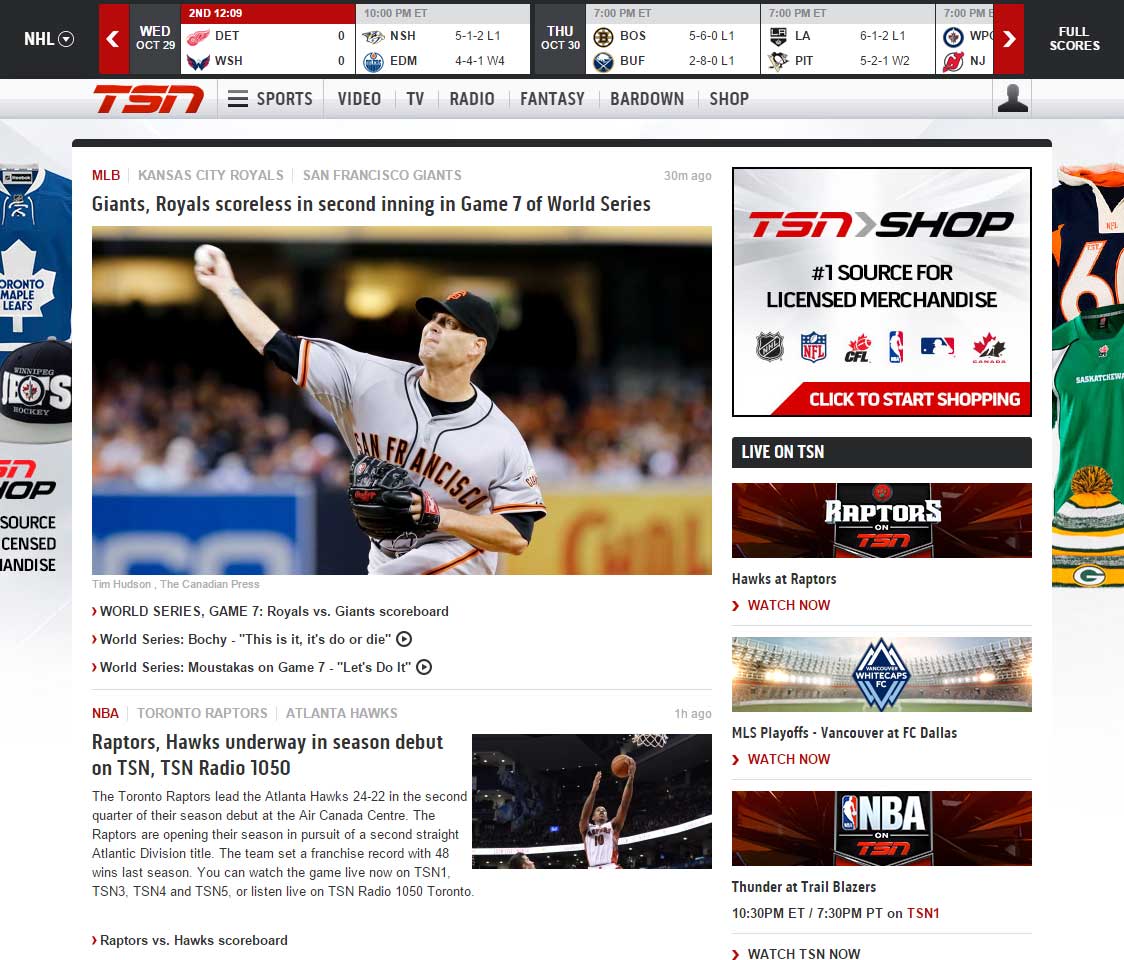 NHL
WED
OCT 29
2ND 12:09
DET 0
WSH 0
10:00 PM ET
NSH 5-1-2 L1
EDM 4-4-1 W4
THU
OCT 30
7:00 PM ET
BOS 5-6-0 L1
BUF 2-8-0 L1
7:00 PM ET
LA 6-1-2 L1
PIT 5-2-1 W2
7:00 PM E
WPG
NJ
FULL
SCORES
TSN
SPORTS
VIDEO
TV
RADIO
FANTASY
BARDOWN
SHOP
MLB KANSAS CITY ROYALS SAN FRANCISCO GIANTS 30m ago
Giants, Royals scoreless in second inning in Game 7 of World Series
SAN FRANCISCO
Tim Hudson , The Canadian Press
WORLD SERIES, GAME 7: Royals vs. Giants scoreboard
World Series: Bochy - "This is it, it's do or die"
World Series: Moustakas on Game 7 - "Let's Do It"
NBA TORONTO RAPTORS ATLANTA HAWKS 1h ago
Raptors, Hawks underway in season debut
on TSN, TSN Radio 1050
The Toronto Raptors lead the Atlanta Hawks 24-22 in the second
quarter of their season debut at the Air Canada Centre. The
Raptors are opening their season in pursuit of a second straight
Atlantic Division title. The team set a franchise record with 48
wins last season. You can watch the game live now on TSN1,
TSN3, TSN4 and TSN5, or listen live on TSN Radio 1050 Toronto.
RAPTORS
10
Raptors vs. Hawks scoreboard
TSN SHOP
#1 SOURCE FOR
LICENSED MERCHANDISE
NHL
NFL
CFL
CANADA
CLICK TO START SHOPPING
LIVE ON TSN
RAPTORS
ON
TSN
Hawks at Raptors
WATCH NOW
VANCOUVER
WHITECAPS
FC
MLS Playoffs - Vancouver at FC Dallas
WATCH NOW
NBA
ON
TSN
Thunder at Trail Blazers
10:30PM ET / 7:30PM PT on TSN1
WATCH TSN NOW
Reebok
ORONTO
MAPLE
LEAFS
WINNIPEG
JETS
HOCKEY
SN
HOP
SOURCE
CENSED
HANDISE
NFL
TSN
60
SASKATCHEWA
G